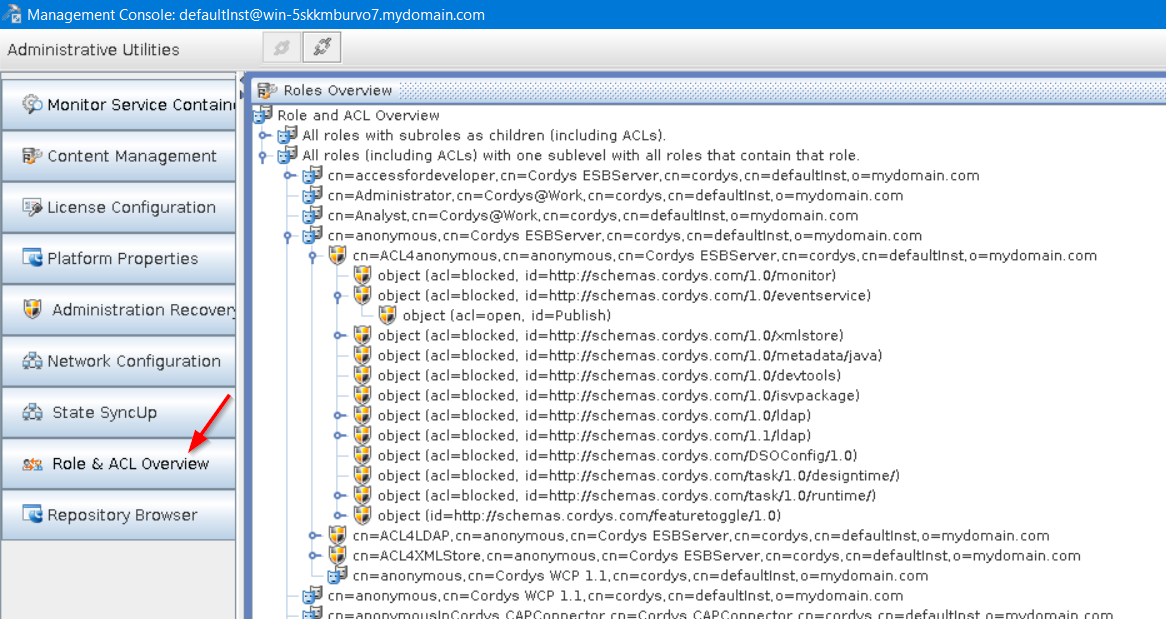 Management Console: defaultInst@win-5skkmburvo7.mydomain.com
Administrative Utilities
Monitor Service Contain
Content Management
License Configuration
Platform Properties
Administration Recovery
Network Configuration
State SyncUp
Role & ACL Overview
Repository Browser
Roles Overview
Role and ACL Overview
All roles with subroles as children (including ACLs).
All roles (including ACLs) with one sublevel with all roles that contain that role.
cn=accessfordeveloper,cn=Cordys ESBServer,cn=cordys,cn=defaultInst,o=mydomain.com
cn=Administrator,cn=Cordys@Work,cn=cordys,cn=defaultInst,o=mydomain.com
cn=Analyst,cn=Cordys@Work,cn=cordys,cn=defaultInst,o=mydomain.com
cn=anonymous,cn=Cordys ESBServer,cn=cordys,cn=defaultInst,o=mydomain.com
cn=ACL4anonymous,cn=anonymous,cn=Cordys ESBServer,cn=cordys,cn=defaultInst,o=mydomain.com
object (acl=blocked, id=http://schemas.cordys.com/1.0/monitor)
object (acl=blocked, id=http://schemas.cordys.com/1.0/eventservice)
object (acl=open, id=Publish)
object (acl=blocked, id=http://schemas.cordys.com/1.0/xmlstore)
object (acl=blocked, id=http://schemas.cordys.com/1.0/metadata/java)
object (acl=blocked, id=http://schemas.cordys.com/1.0/devtools)
object (acl=blocked, id=http://schemas.cordys.com/1.0/isvpackage)
object (acl=blocked, id=http://schemas.cordys.com/1.0/ldap)
object (acl=blocked, id=http://schemas.cordys.com/1.1/ldap)
object (acl=blocked, id=http://schemas.cordys.com/DSOConfig/1.0)
object (acl=blocked, id=http://schemas.cordys.com/task/1.0/designtime/)
object (acl=blocked, id=http://schemas.cordys.com/task/1.0/runtime/)
object (id=http://schemas.cordys.com/featuretoggle/1.0)
cn=ACL4LDAP,cn=anonymous,cn=Cordys ESBServer,cn=cordys,cn=defaultInst,o=mydomain.com
cn=ACL4XMLStore,cn=anonymous,cn=Cordys ESBServer,cn=cordys,cn=defaultInst,o=mydomain.com
cn=anonymous,cn=Cordys WCP 1.1,cn=cordys,cn=defaultInst,o=mydomain.com
cn=anonymous,cn=Cordys WCP 1.1,cn=cordys,cn=defaultInst,o=mydomain.com
cn=anonymousInCordys CAPConnector,cn=Cordys CAPConnector,cn=cordys,cn=defaultInst,o=mydomain.com